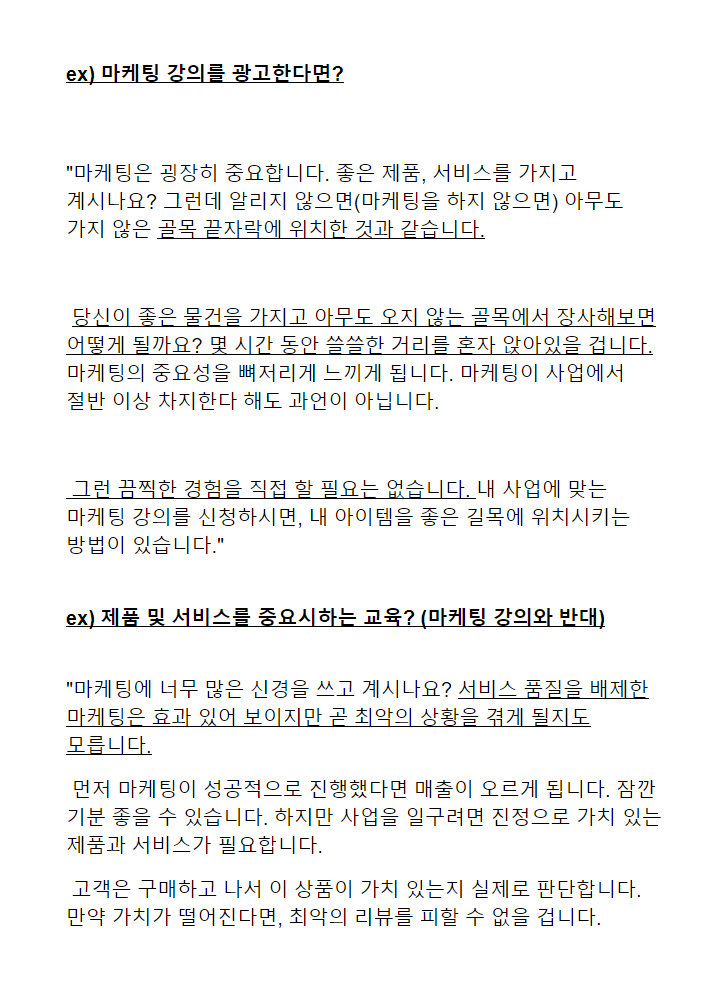 ex) 마케팅 강의를 광고한다면?
"마케팅은 굉장히 중요합니다. 좋은 제품, 서비스를 가지고
계시나요? 그런데 알리지 않으면(마케팅을 하지 않으면) 아무도
가지 않은 골목 끝자락에 위치한 것과 같습니다.
당신이 좋은 물건을 가지고 아무도 오지 않는 골목에서 장사해보면
어떻게 될까요? 몇 시간 동안 쓸쓸한 거리를 혼자 앉아있을 겁니다.
마케팅의 중요성을 뼈저리게 느끼게 됩니다. 마케팅이 사업에서
절반 이상 차지한다 해도 과언이 아닙니다.
그런 끔찍한 경험을 직접 할 필요는 없습니다. 내 사업에 맞는
마케팅 강의를 신청하시면, 내 아이템을 좋은 길목에 위치시키는
방법이 있습니다."
ex) 제품 및 서비스를 중요시하는 교육? (마케팅 강의와 반대)
"마케팅에 너무 많은 신경을 쓰고 계시나요? 서비스 품질을 배제한
마케팅은 효과 있어 보이지만 곧 최악의 상황을 겪게 될지도
모릅니다.
먼저 마케팅이 성공적으로 진행했다면 매출이 오르게 됩니다. 잠깐
기분 좋을 수 있습니다. 하지만 사업을 일구려면 진정으로 가치 있는
제품과 서비스가 필요합니다.
고객은 구매하고 나서 이 상품이 가치 있는지 실제로 판단합니다.
만약 가치가 떨어진다면, 최악의 리뷰를 피할 수 없을 겁니다.